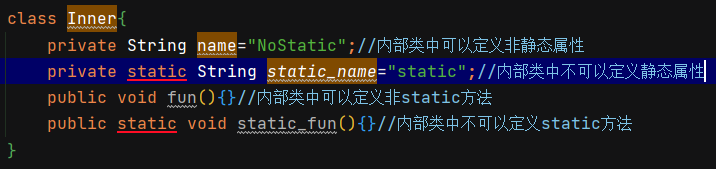 class Inner{
    private String name="NoStatic";//内部类中可以定义非静态属性
    private static String static_name="static";//内部类中不可以定义静态属性
    public void fun(){}//内部类中可以定义非static方法
    public static void static_fun(){}//内部类中不可以定义static方法
}